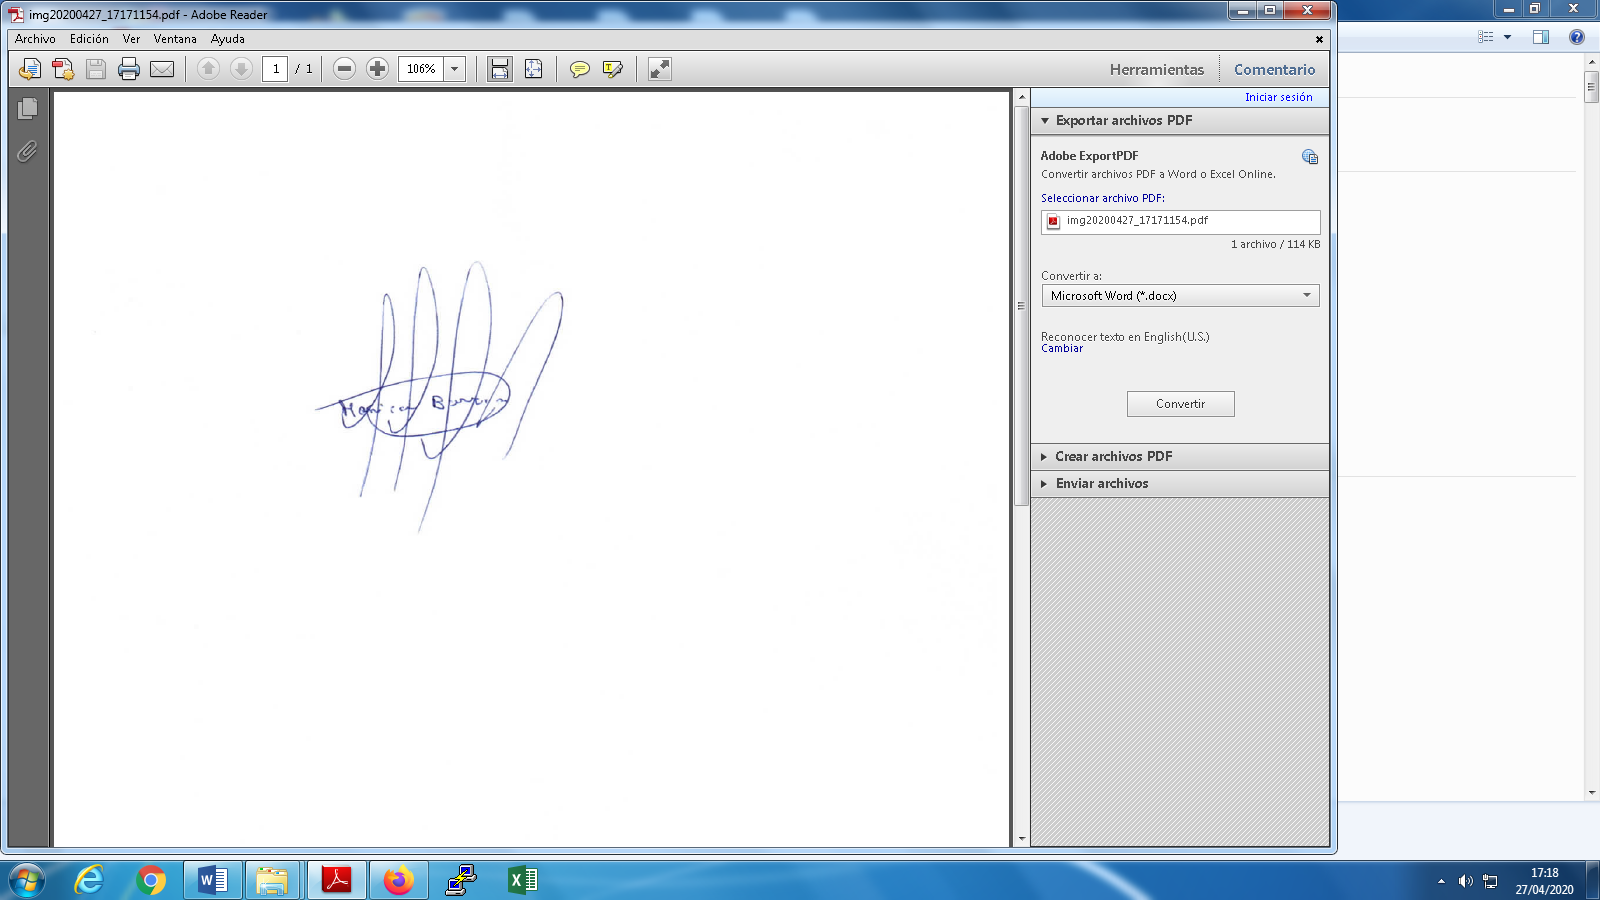 img20200427_17171154.pdf - Adobe Reader
Archivo Edición Ver Ventana Ayuda
1 / 1 106% Herramientas Comentario
Iniciar sesión
Exportar archivos PDF
Adobe ExportPDF
Convertir archivos PDF a Word o Excel Online.
Seleccionar archivo PDF:
img20200427_17171154.pdf
1 archivo / 114 KB
Convertir a:
Microsoft Word (*.docx)
Reconocer texto en English(U.S.)
Cambiar
Convertir
Crear archivos PDF
Enviar archivos
17:18
27/04/2020